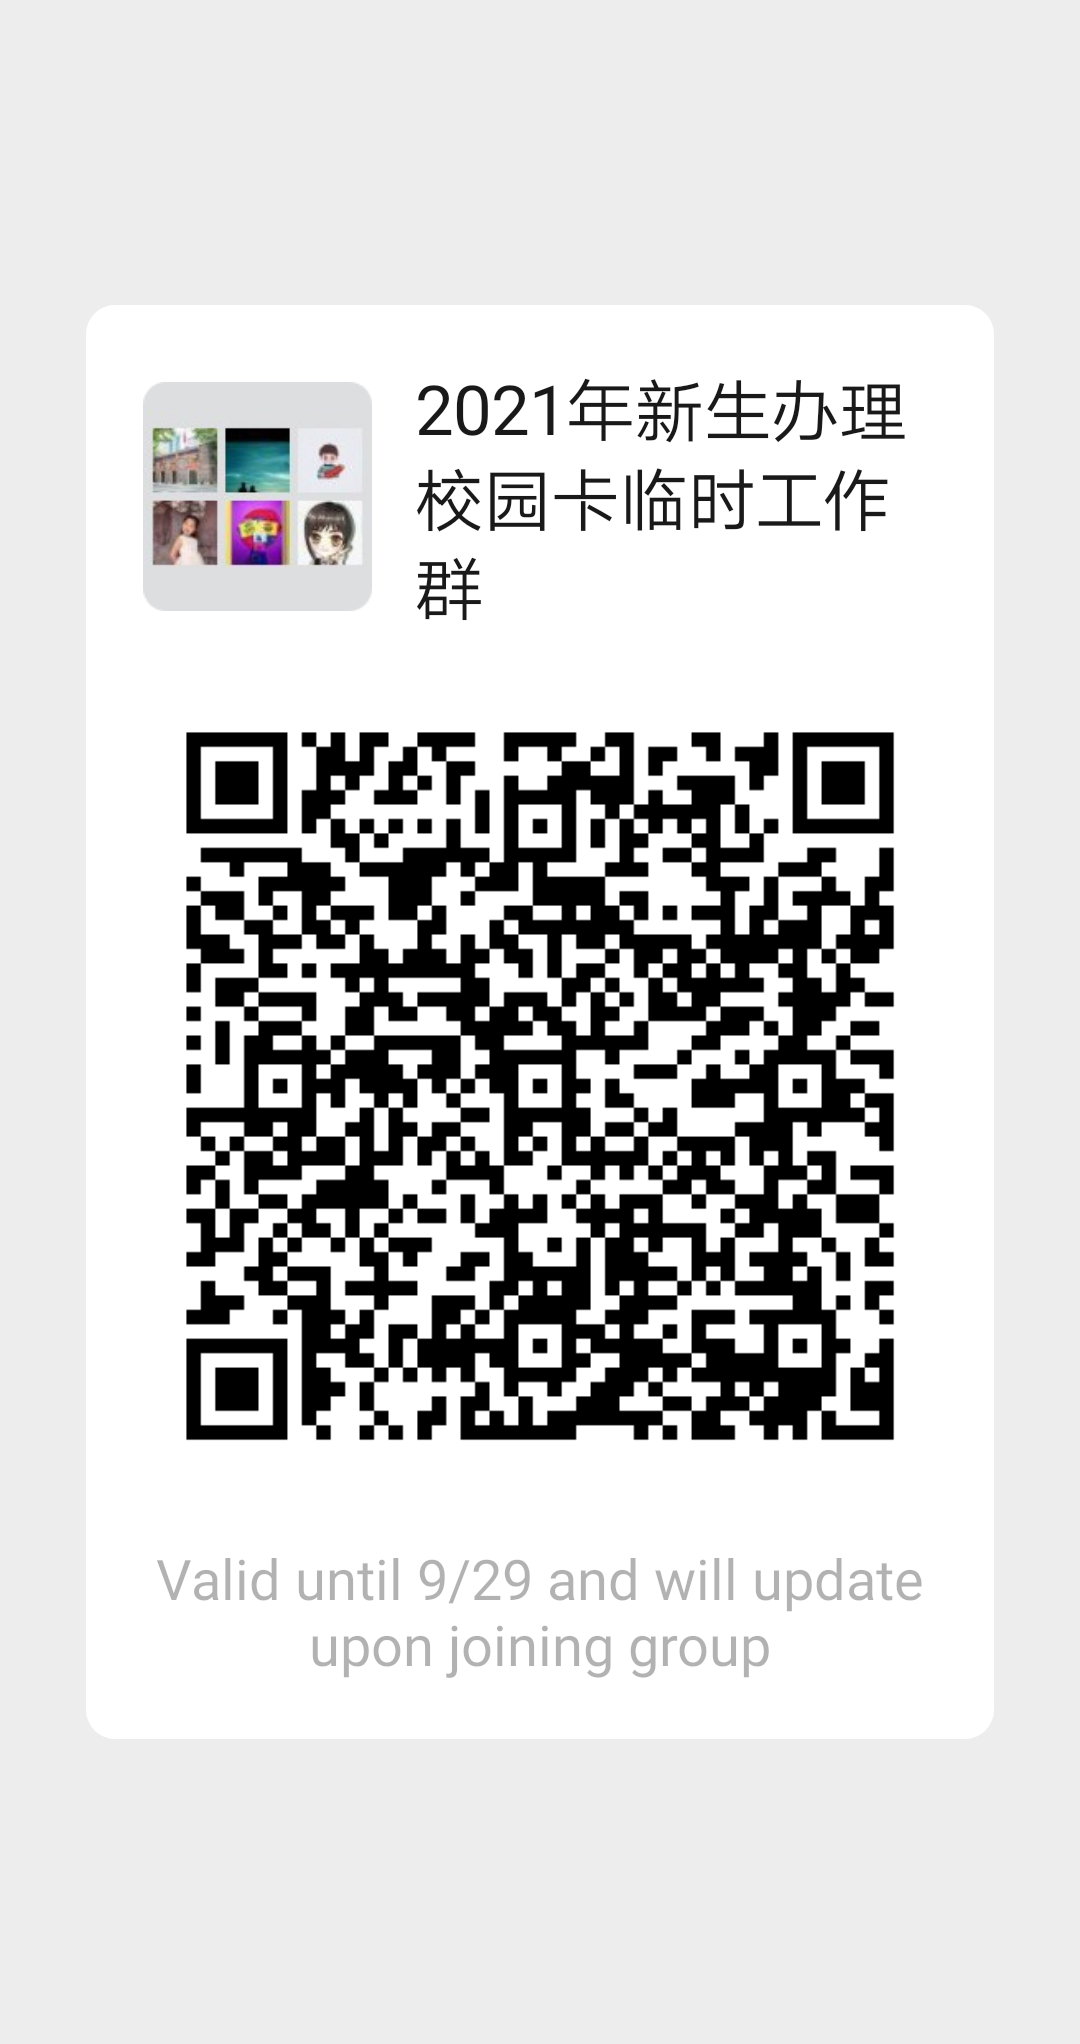 2021年新生办理
校园卡临时工作
群
Valid until 9/29 and will update
upon joining group